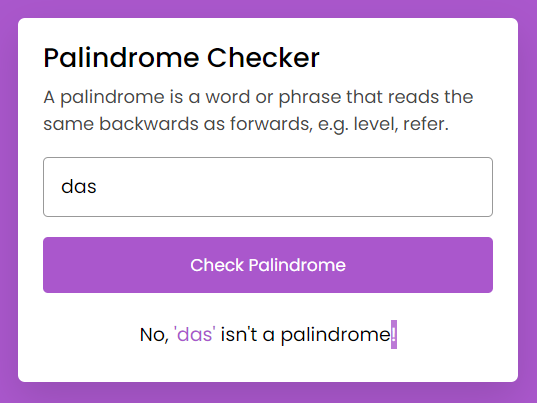 Palindrome Checker
A palindrome is a word or phrase that reads the
same backwards as forwards, e.g. level, refer.
das
Check Palindrome
No, 'das' isn't a palindrome!